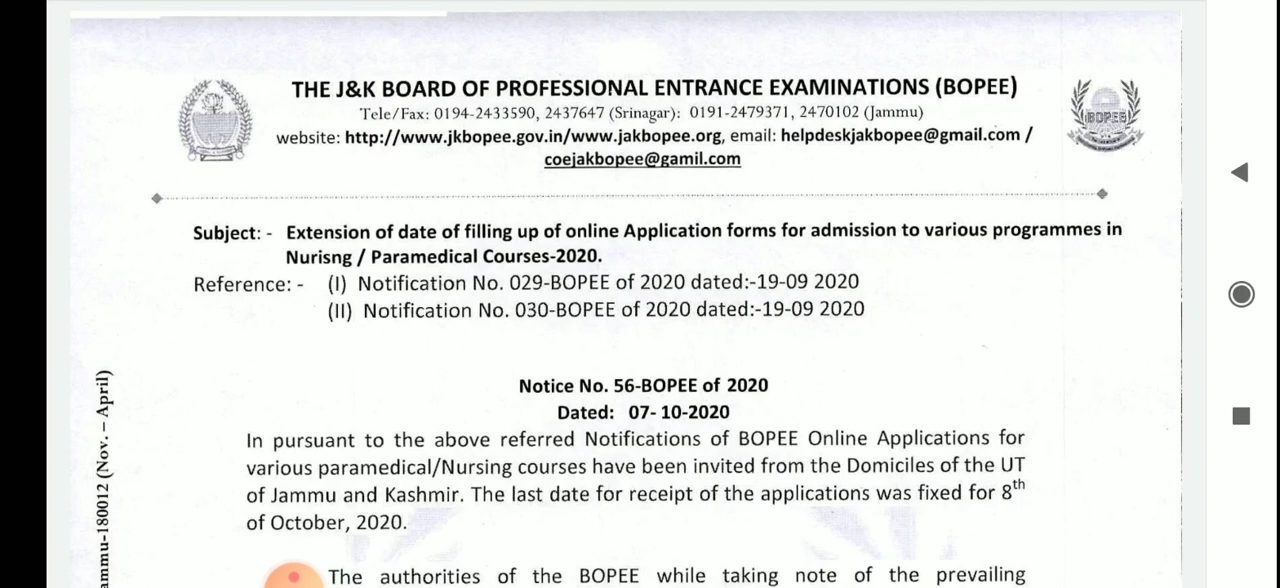 THE J&K BOARD OF PROFESSIONAL ENTRANCE EXAMINATIONS (BOPEE)
Tele/Fax: 0194-2433590, 2437647 (Srinagar): 0191-2479371, 2470102 (Jammu)
website: http://www.jkbopee.gov.in/www.jakbopee.org, email: helpdeskjakbopee@gmail.com /
coejakbopee@gamil.com
BOPEE
Subject: - Extension of date of filling up of online Application forms for admission to various programmes in
Nurisng / Paramedical Courses-2020.
Reference: - (I) Notification No. 029-BOPEE of 2020 dated:-19-09 2020
(II) Notification No. 030-BOPEE of 2020 dated:-19-09 2020
Notice No. 56-BOPEE of 2020
Dated: 07- 10-2020
In pursuant to the above referred Notifications of BOPEE Online Applications for
various paramedical/Nursing courses have been invited from the Domiciles of the UT
of Jammu and Kashmir. The last date for receipt of the applications was fixed for 8th
of October, 2020.
The authorities of the BOPEE while taking note of the prevailing
ammu-180012 (Nov. – April)